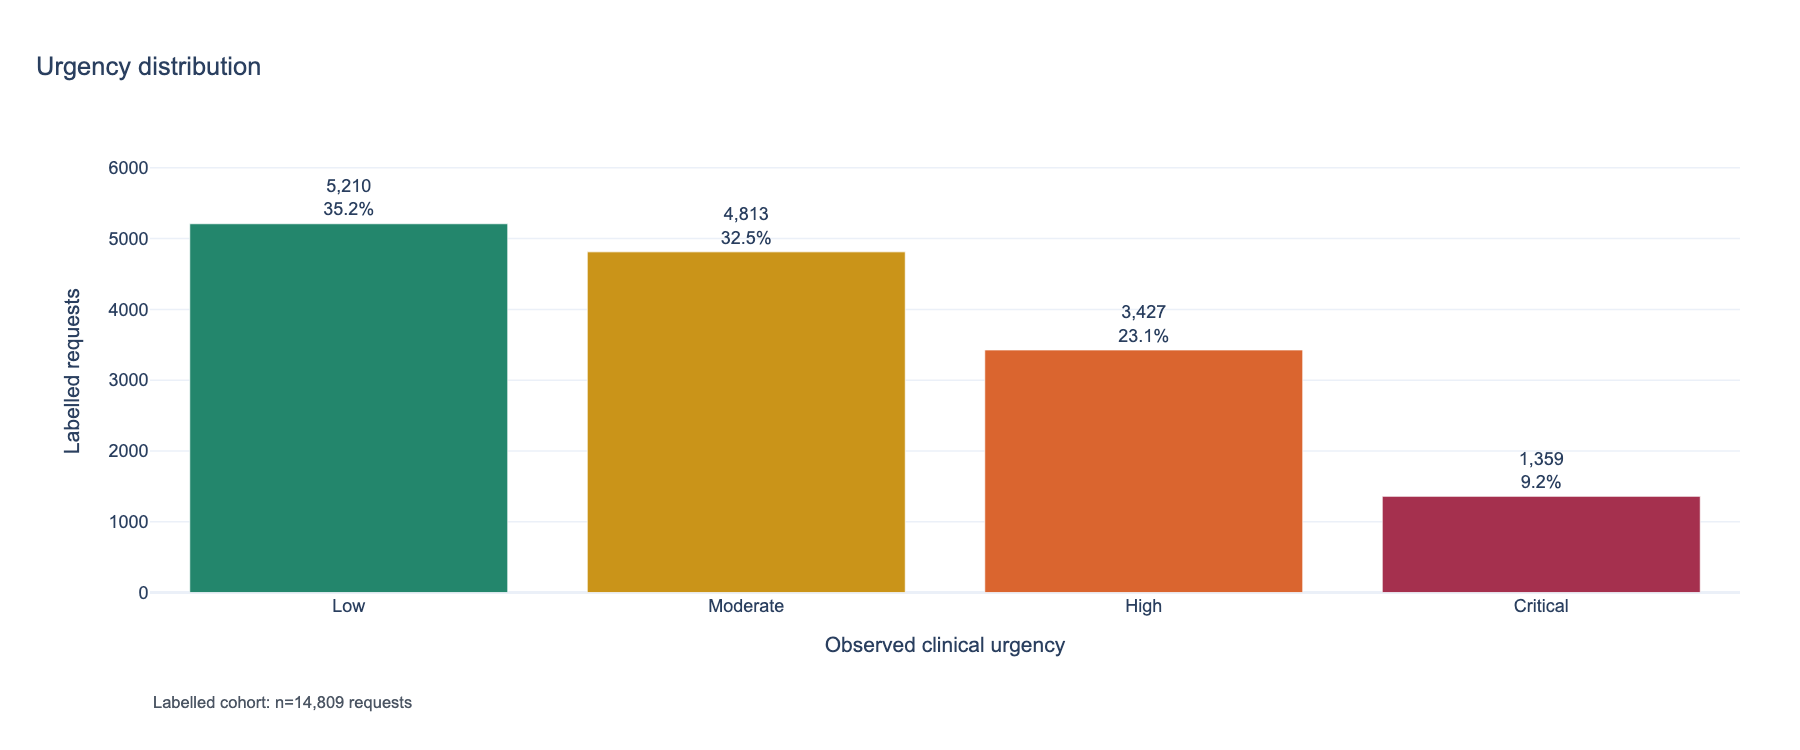 Urgency distribution
6000
5000
4000
3000
2000
1000
0
Labelled requests
5,210
35.2%
4,813
32.5%
3,427
23.1%
1,359
9.2%
Low
Moderate
High
Critical
Observed clinical urgency
Labelled cohort: n=14,809 requests